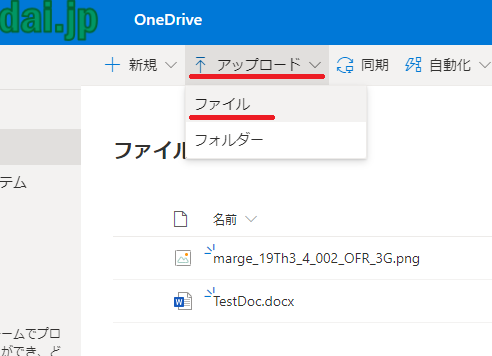 dai.jp
OneDrive
新規 アップロード 同期 自動化
ファイル
フォルダー
ファイル
テム
名前
marge_19Th3_4_002_OFR_3G.png
TestDoc.docx
ームでプロ
ができ、ど